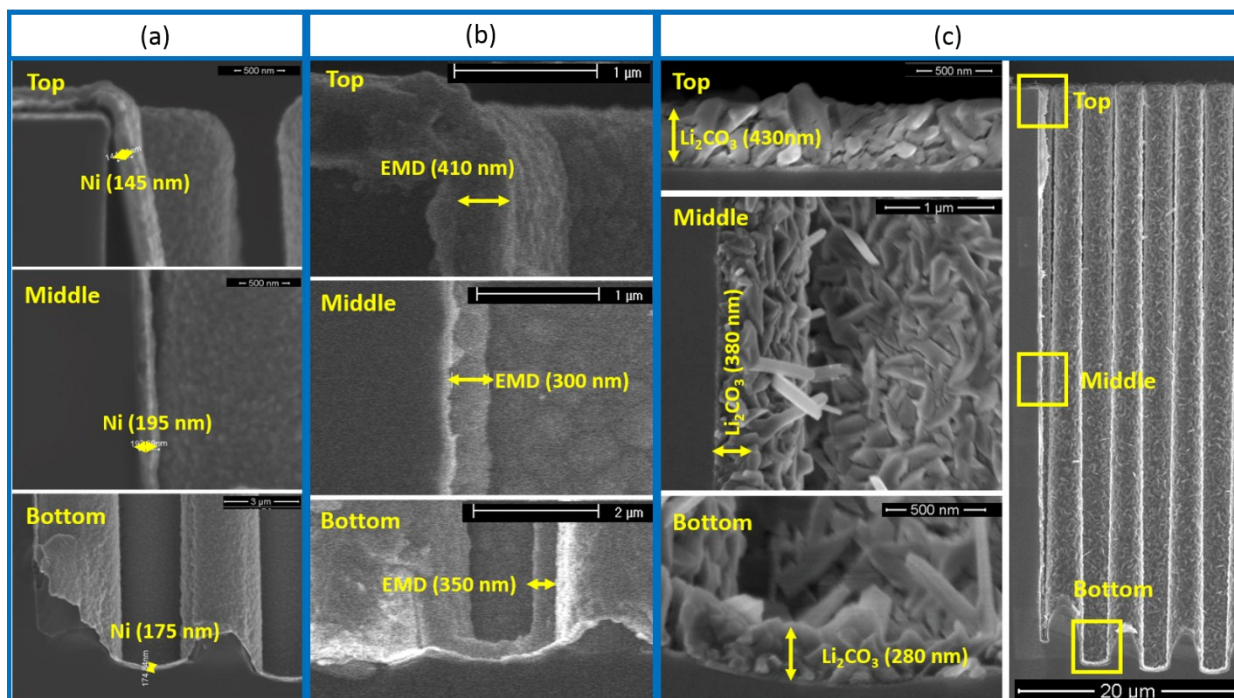 (a)
(b)
(c)
500 nm
Top
Ni (145 nm)
500 nm
Middle
Ni (195 nm)
3 µm
Bottom
Ni (175 nm)
1 µm
Top
EMD (410 nm)
1 µm
Middle
EMD (300 nm)
2 µm
Bottom
EMD (350 nm)
500 nm
Top
Li₂CO₃ (430nm)
1 µm
Middle
Li₂CO₃ (380 nm)
500 nm
Bottom
Li₂CO₃ (280 nm)
Top
Middle
Bottom
20 µm